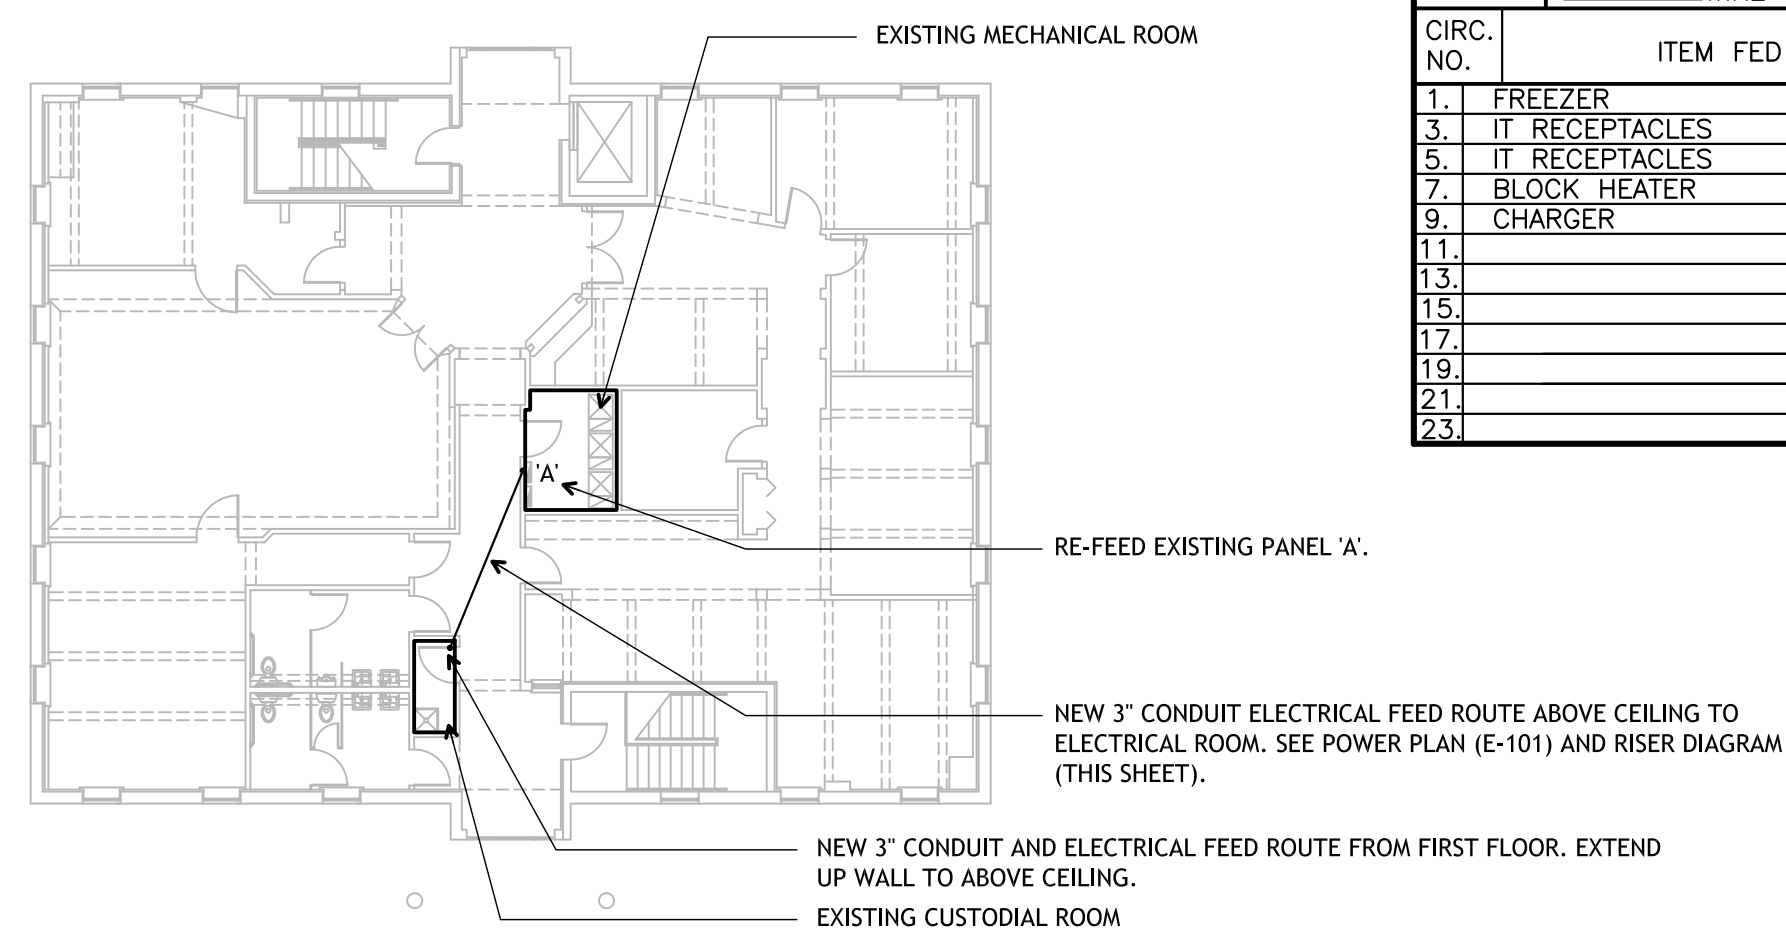 EXISTING MECHANICAL ROOM
'A'
RE-FEED EXISTING PANEL 'A'.
NEW 3" CONDUIT ELECTRICAL FEED ROUTE ABOVE CEILING TO
ELECTRICAL ROOM. SEE POWER PLAN (E-101) AND RISER DIAGRAM
(THIS SHEET).
NEW 3" CONDUIT AND ELECTRICAL FEED ROUTE FROM FIRST FLOOR. EXTEND
UP WALL TO ABOVE CEILING.
EXISTING CUSTODIAL ROOM
CIRC.
NO.
ITEM FED
1. FREEZER
3. IT RECEPTACLES
5. IT RECEPTACLES
7. BLOCK HEATER
9. CHARGER
11.
13.
15.
17.
19.
21.
23.